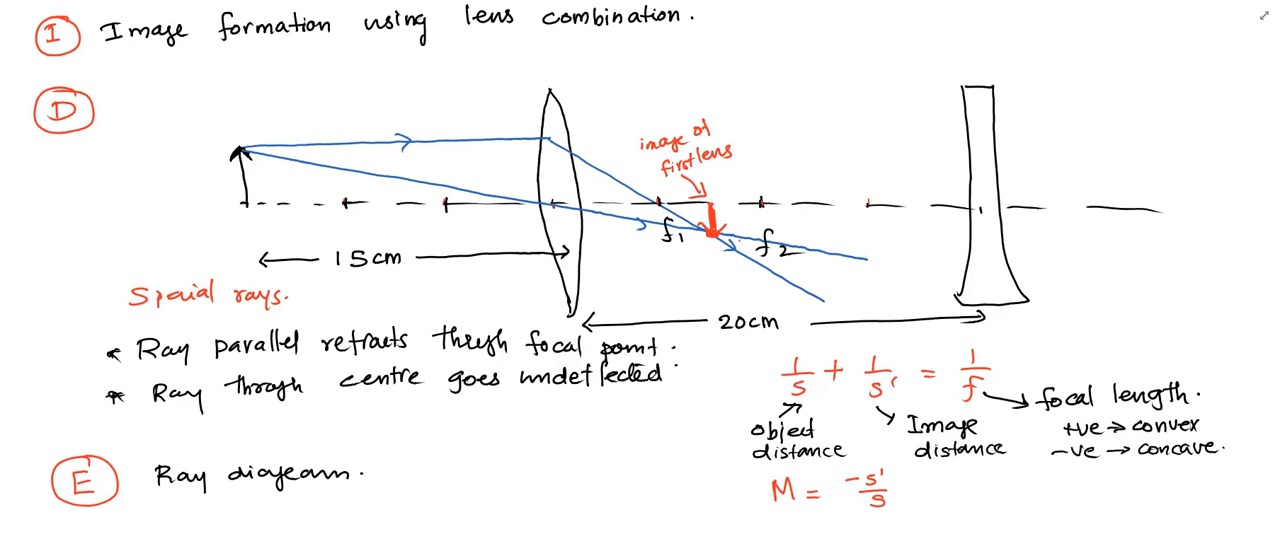 I Image formation using lens combination.
D
image of
first lens
f1
f2
15cm
20cm
Special rays.
* Ray parallel refracts through focal point.
* Ray through centre goes undeflected.
1/s + 1/s' = 1/f
focal length.
+ve → convex
-ve → concave.
Object
distance
Image
distance
M = -s'/s
E Ray diagram.